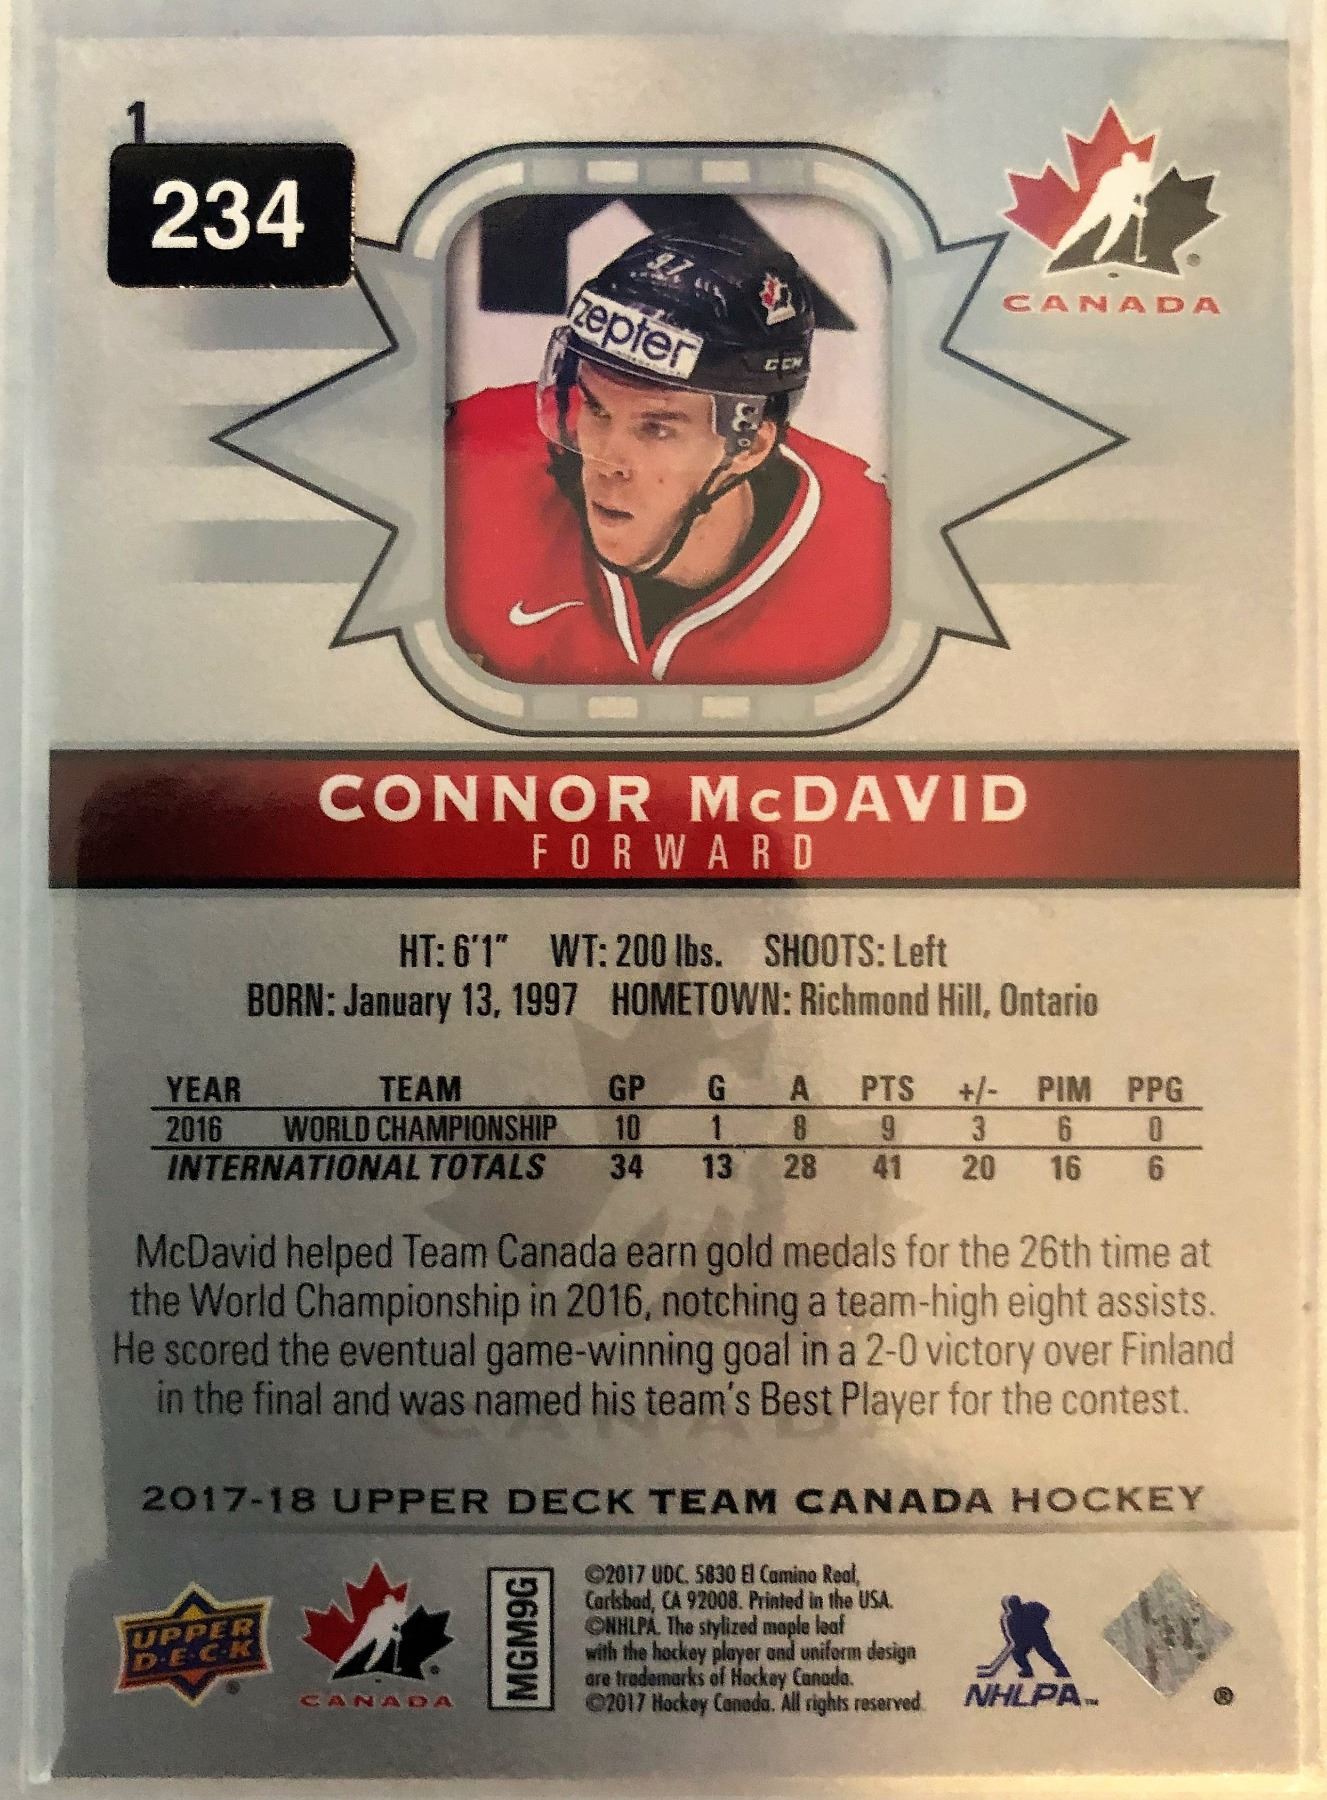 1
234
CANADA
97
zepter
CCM
CONNOR McDAVID
FORWARD
HT: 6'1" WT: 200 lbs. SHOOTS: Left
BORN: January 13, 1997 HOMETOWN: Richmond Hill, Ontario
YEAR TEAM GP G A PTS +/- PIM PPG
2016 WORLD CHAMPIONSHIP 10 1 8 9 3 6 0
INTERNATIONAL TOTALS 34 13 28 41 20 16 6
McDavid helped Team Canada earn gold medals for the 26th time at
the World Championship in 2016, notching a team-high eight assists.
He scored the eventual game-winning goal in a 2-0 victory over Finland
in the final and was named his team's Best Player for the contest.
CANADA
2017-18 UPPER DECK TEAM CANADA HOCKEY
UPPER
D·E·C·K
CANADA
MGM9G
©2017 UDC. 5830 El Camino Real,
Carlsbad, CA 92008. Printed in the USA.
©NHLPA. The stylized maple leaf
with the hockey player and uniform design
are trademarks of Hockey Canada.
©2017 Hockey Canada. All rights reserved.
NHLPA™
®